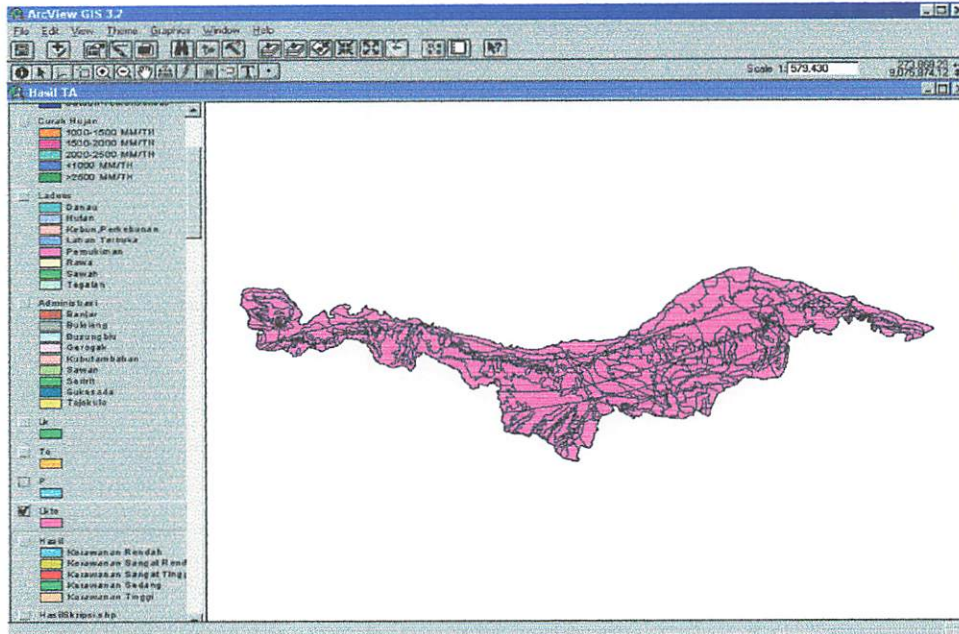 ArcView GIS 3.2
File Edit View Theme Graphics Window Help
Scale 1: 579.430
Hasil TA
Curah Hujan
1000-1500 MM/TH
1500-2000 MM/TH
2000-2500 MM/TH
<1000 MM/TH
>2500 MM/TH
Danau
Hutan
Kebun,Perkebunan
Lahan Terbuka
Pemukiman
Rawa
Sawah
Tegalan
Administrasi
Banjar
Buleleng
Busungbiu
Gerogak
Kubutambahan
Sawan
Seririt
Sukasada
Tejakula
Lk
P
Lkte
Hasil
Kerawanan Rendah
Kerawanan Sangat Rend
Kerawanan Sangat Tingg
Kerawanan Sedang
Kerawanan Tinggi
HasilSkripsi.shp